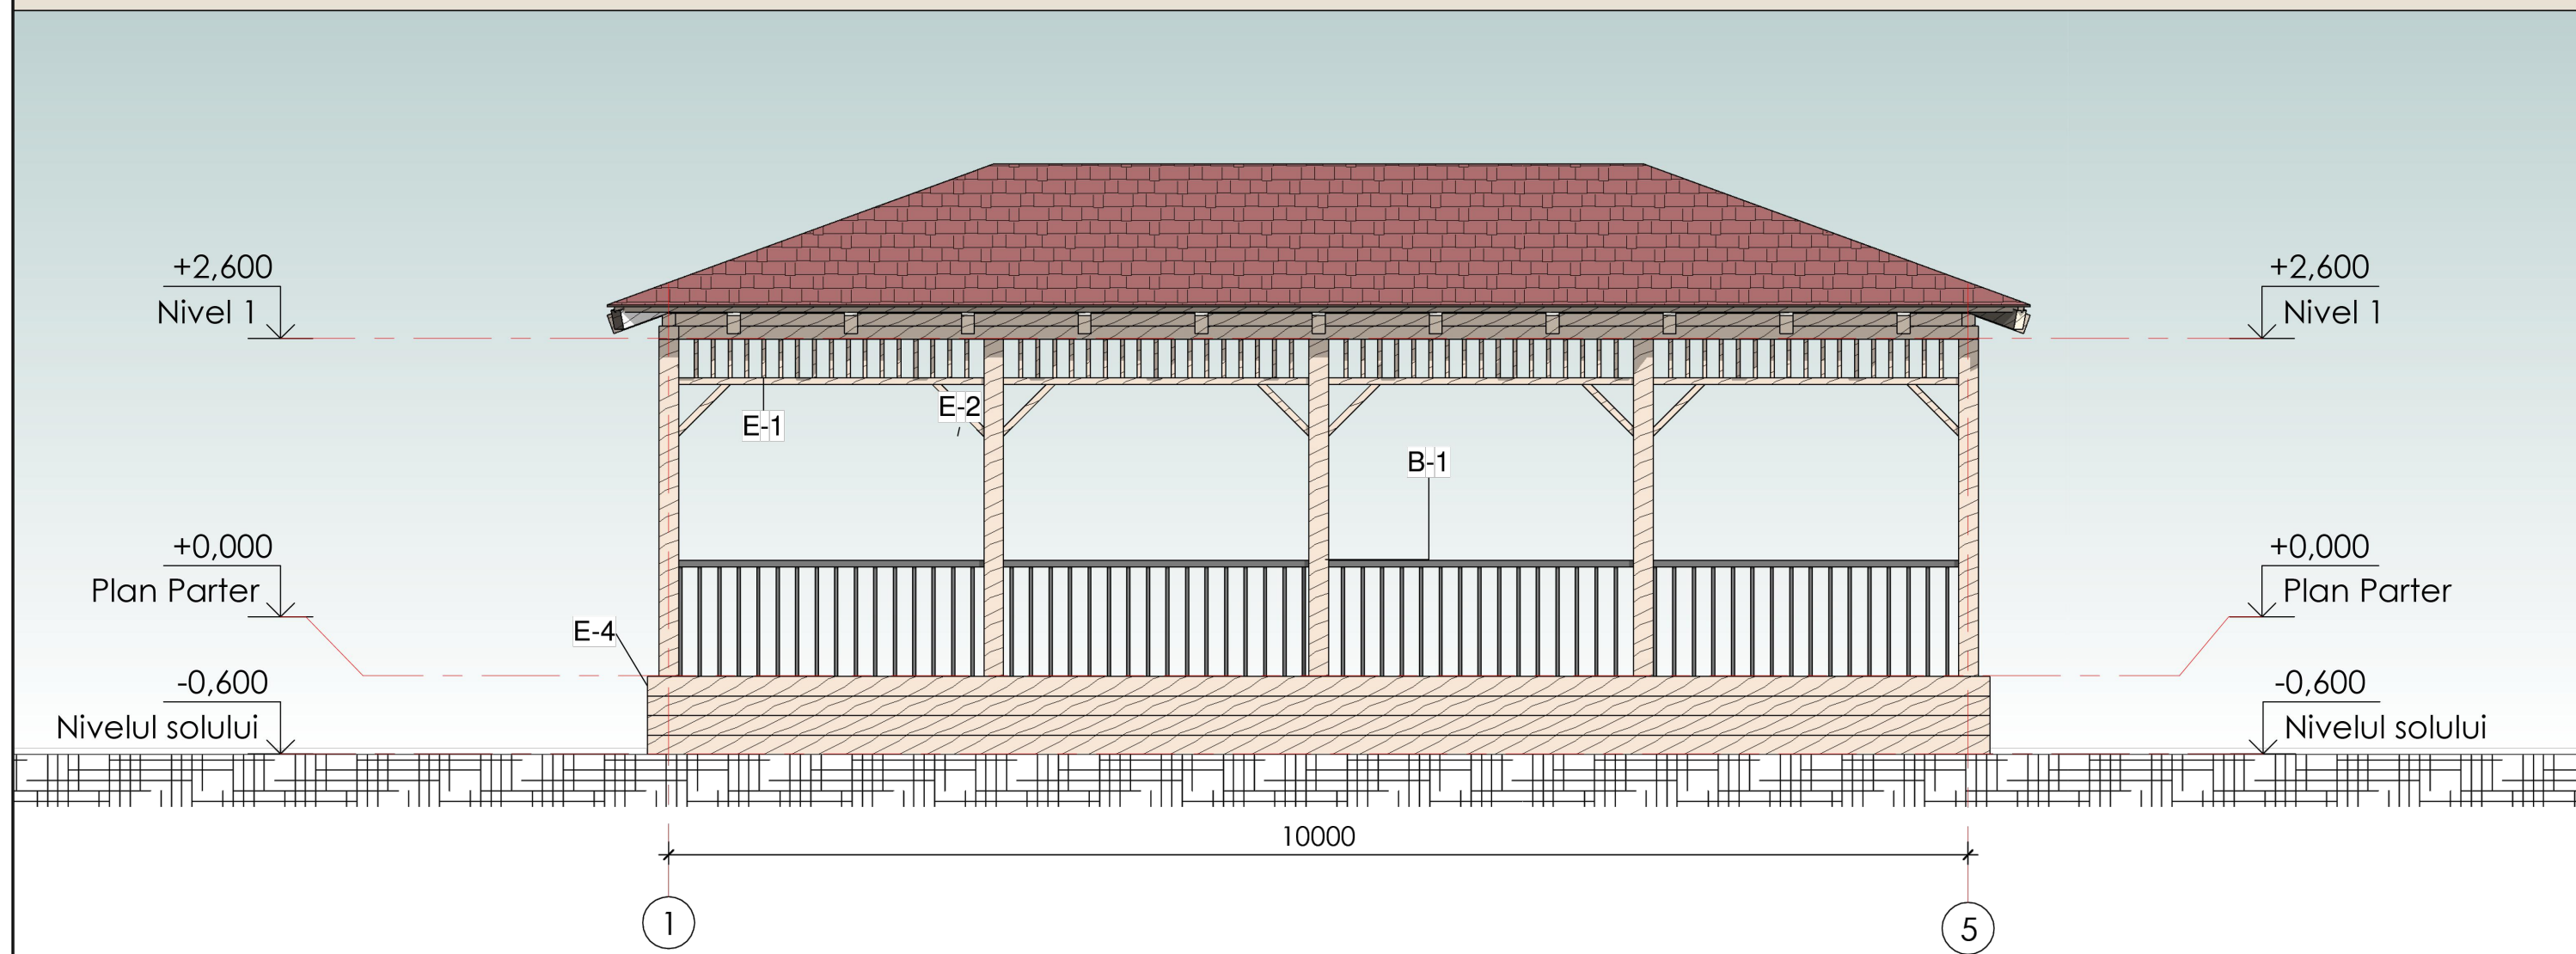 +2,600
Nivel 1
+2,600
Nivel 1
E-2
E-1
B-1
+0,000
Plan Parter
+0,000
Plan Parter
E-4
-0,600
Nivelul solului
-0,600
Nivelul solului
10000
1
5